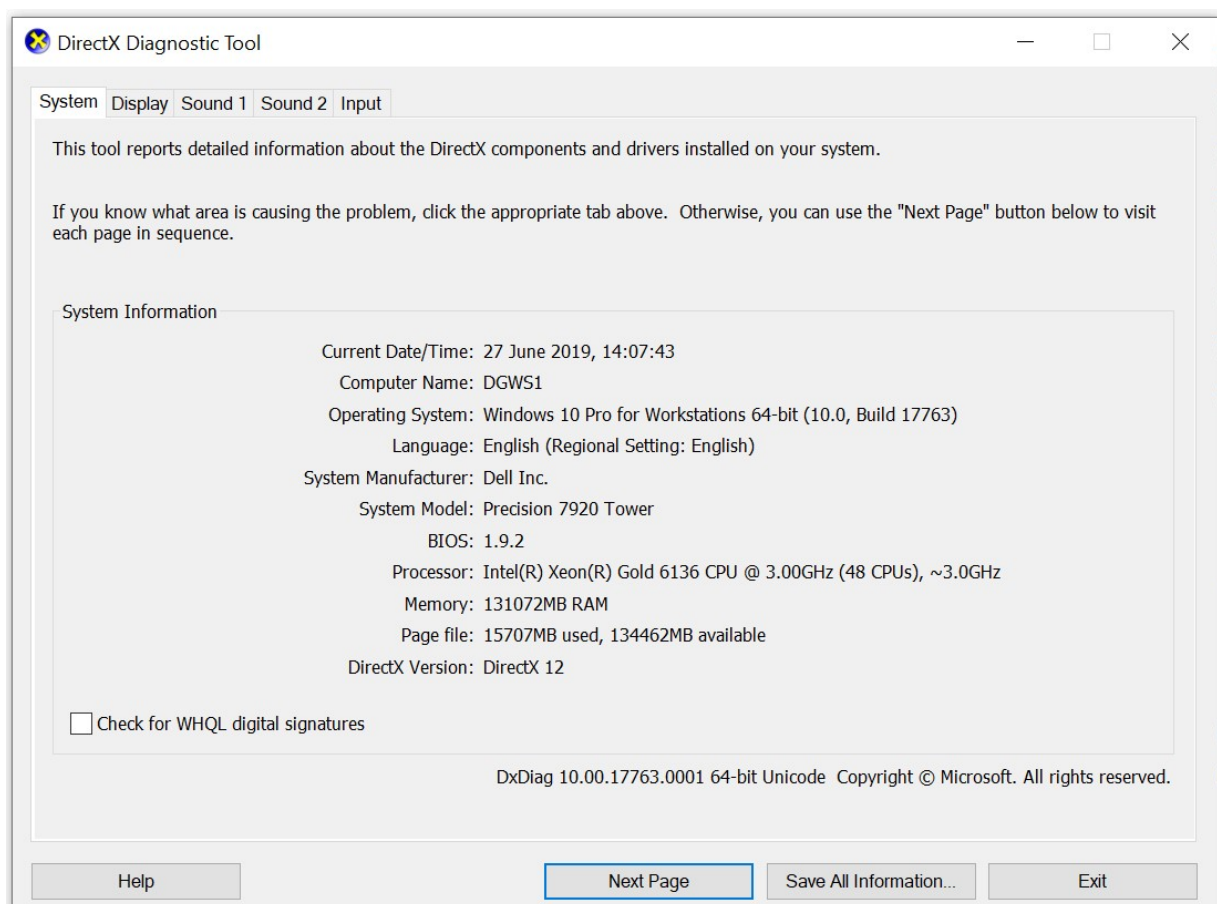 DirectX Diagnostic Tool
System Display Sound 1 Sound 2 Input
This tool reports detailed information about the DirectX components and drivers installed on your system.
If you know what area is causing the problem, click the appropriate tab above.  Otherwise, you can use the "Next Page" button below to visit
each page in sequence.
System Information
Current Date/Time: 27 June 2019, 14:07:43
Computer Name: DGWS1
Operating System: Windows 10 Pro for Workstations 64-bit (10.0, Build 17763)
Language: English (Regional Setting: English)
System Manufacturer: Dell Inc.
System Model: Precision 7920 Tower
BIOS: 1.9.2
Processor: Intel(R) Xeon(R) Gold 6136 CPU @ 3.00GHz (48 CPUs), ~3.0GHz
Memory: 131072MB RAM
Page file: 15707MB used, 134462MB available
DirectX Version: DirectX 12
Check for WHQL digital signatures
DxDiag 10.00.17763.0001 64-bit Unicode  Copyright © Microsoft. All rights reserved.
Help Next Page Save All Information... Exit